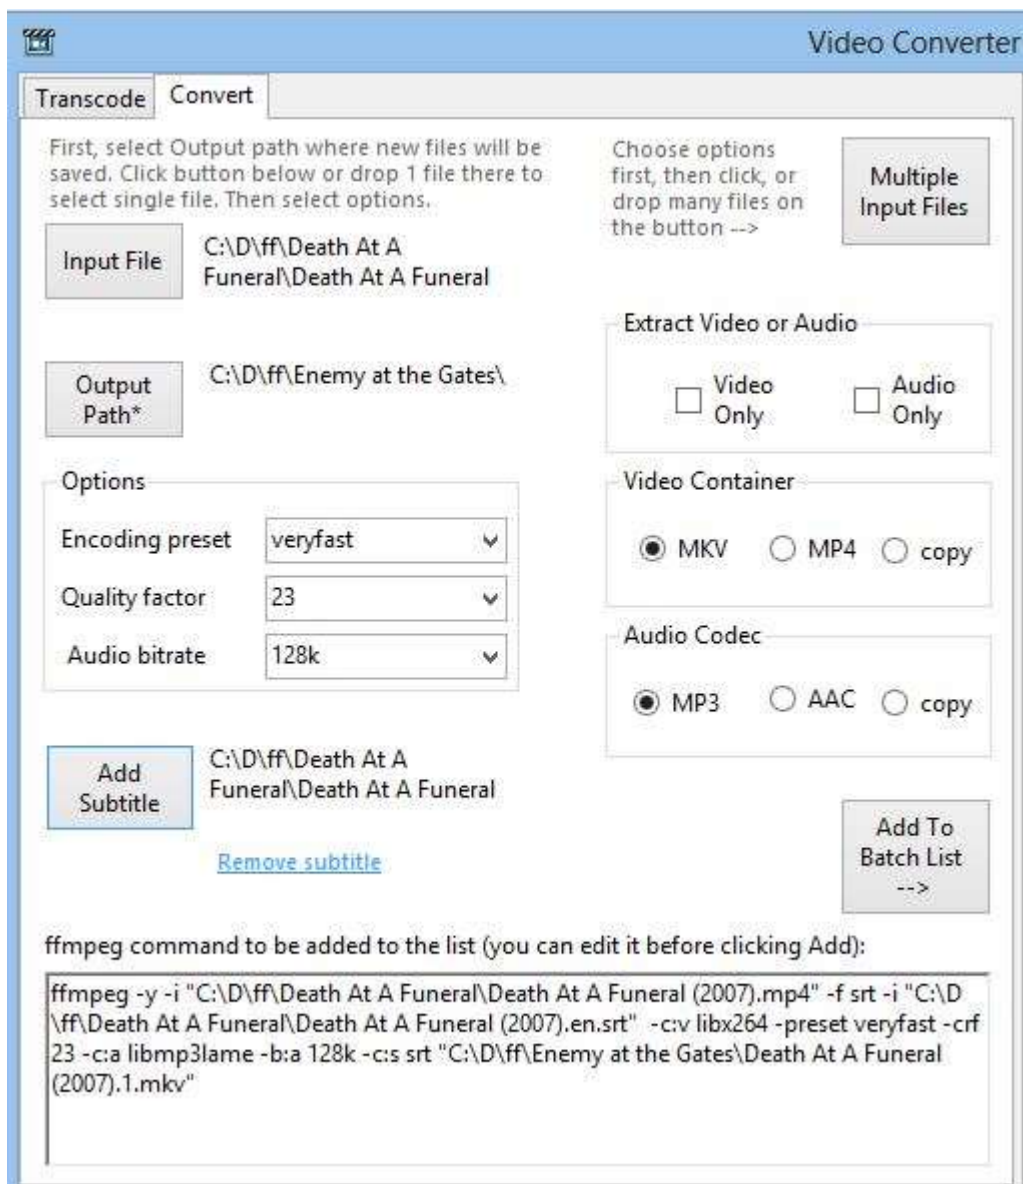 Video Converter
Transcode
Convert
First, select Output path where new files will be
saved. Click button below or drop 1 file there to
select single file. Then select options.
Choose options
first, then click, or
drop many files on
the button -->
Multiple
Input Files
Input File
C:\D\ff\Death At A
Funeral\Death At A Funeral
Output
Path*
C:\D\ff\Enemy at the Gates\
Extract Video or Audio
Video
Only
Audio
Only
Options
Encoding preset
veryfast
Quality factor
23
Audio bitrate
128k
Video Container
MKV
MP4
copy
Audio Codec
MP3
AAC
copy
Add
Subtitle
C:\D\ff\Death At A
Funeral\Death At A Funeral
Remove subtitle
Add To
Batch List
-->
ffmpeg command to be added to the list (you can edit it before clicking Add):
ffmpeg -y -i "C:\D\ff\Death At A Funeral\Death At A Funeral (2007).mp4" -f srt -i "C:\D
\ff\Death At A Funeral\Death At A Funeral (2007).en.srt"  -c:v libx264 -preset veryfast -crf
23 -c:a libmp3lame -b:a 128k -c:s srt "C:\D\ff\Enemy at the Gates\Death At A Funeral
(2007).1.mkv"